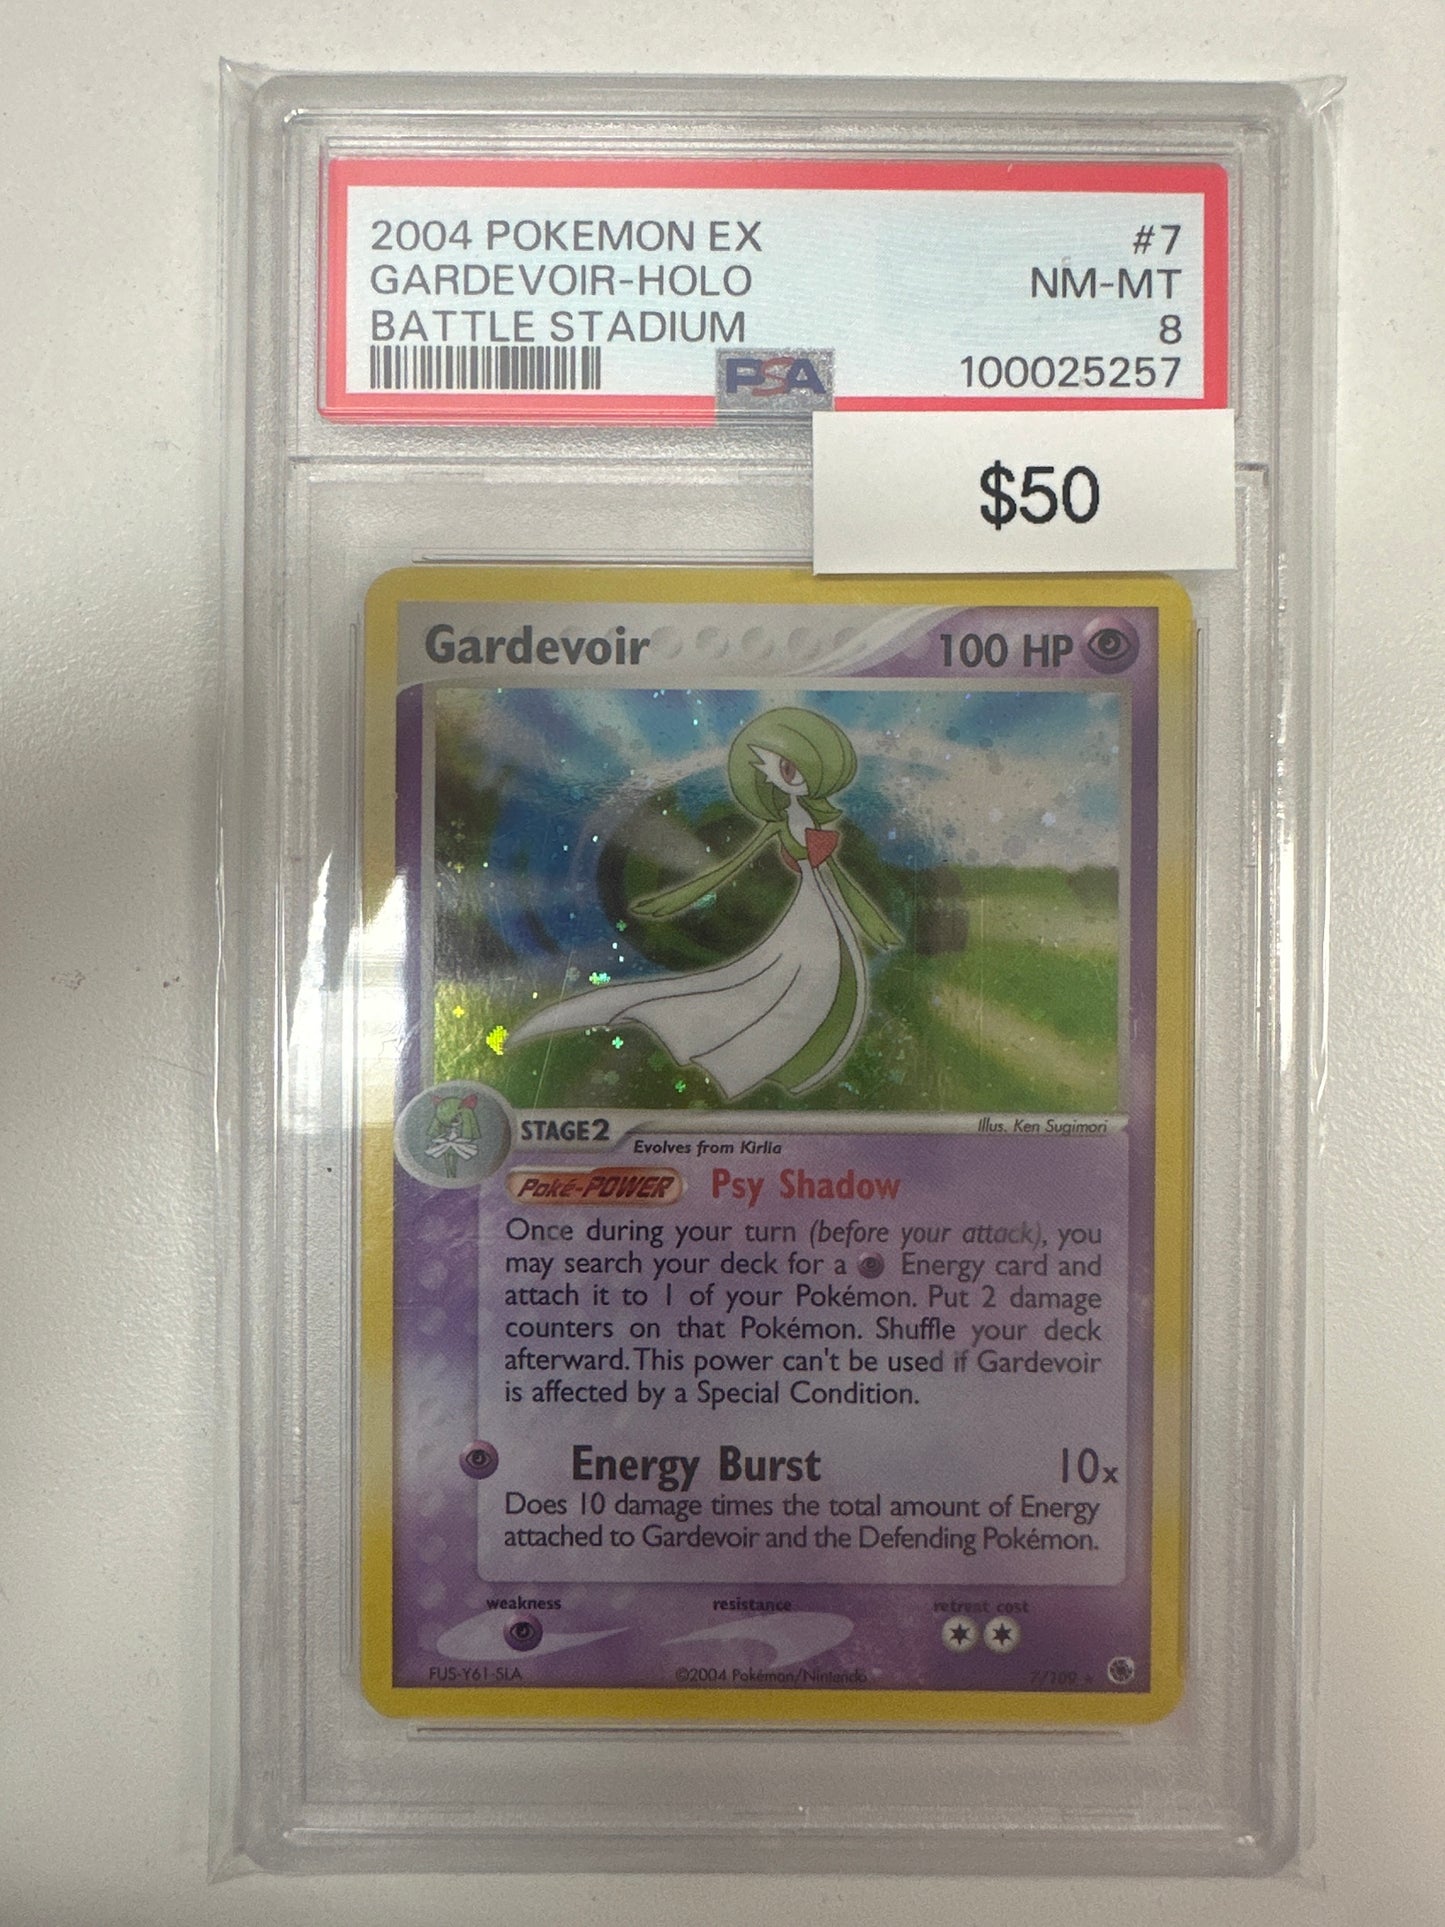 2004 POKEMON EX #7
GARDEVOIR-HOLO NM-MT
BATTLE STADIUM 8
PSA 100025257
$50
Gardevoir 100 HP
Illus. Ken Sugimori
STAGE2
Evolves from Kirlia
Poké-POWER Psy Shadow
Once during your turn (before your attack), you
may search your deck for a Energy card and
attach it to 1 of your Pokémon. Put 2 damage
counters on that Pokémon. Shuffle your deck
afterward. This power can't be used if Gardevoir
is affected by a Special Condition.
Energy Burst 10x
Does 10 damage times the total amount of Energy
attached to Gardevoir and the Defending Pokémon.
weakness resistance retreat cost
FUS-Y61-SLA ©2004 Pokémon/Nintendo 7/109